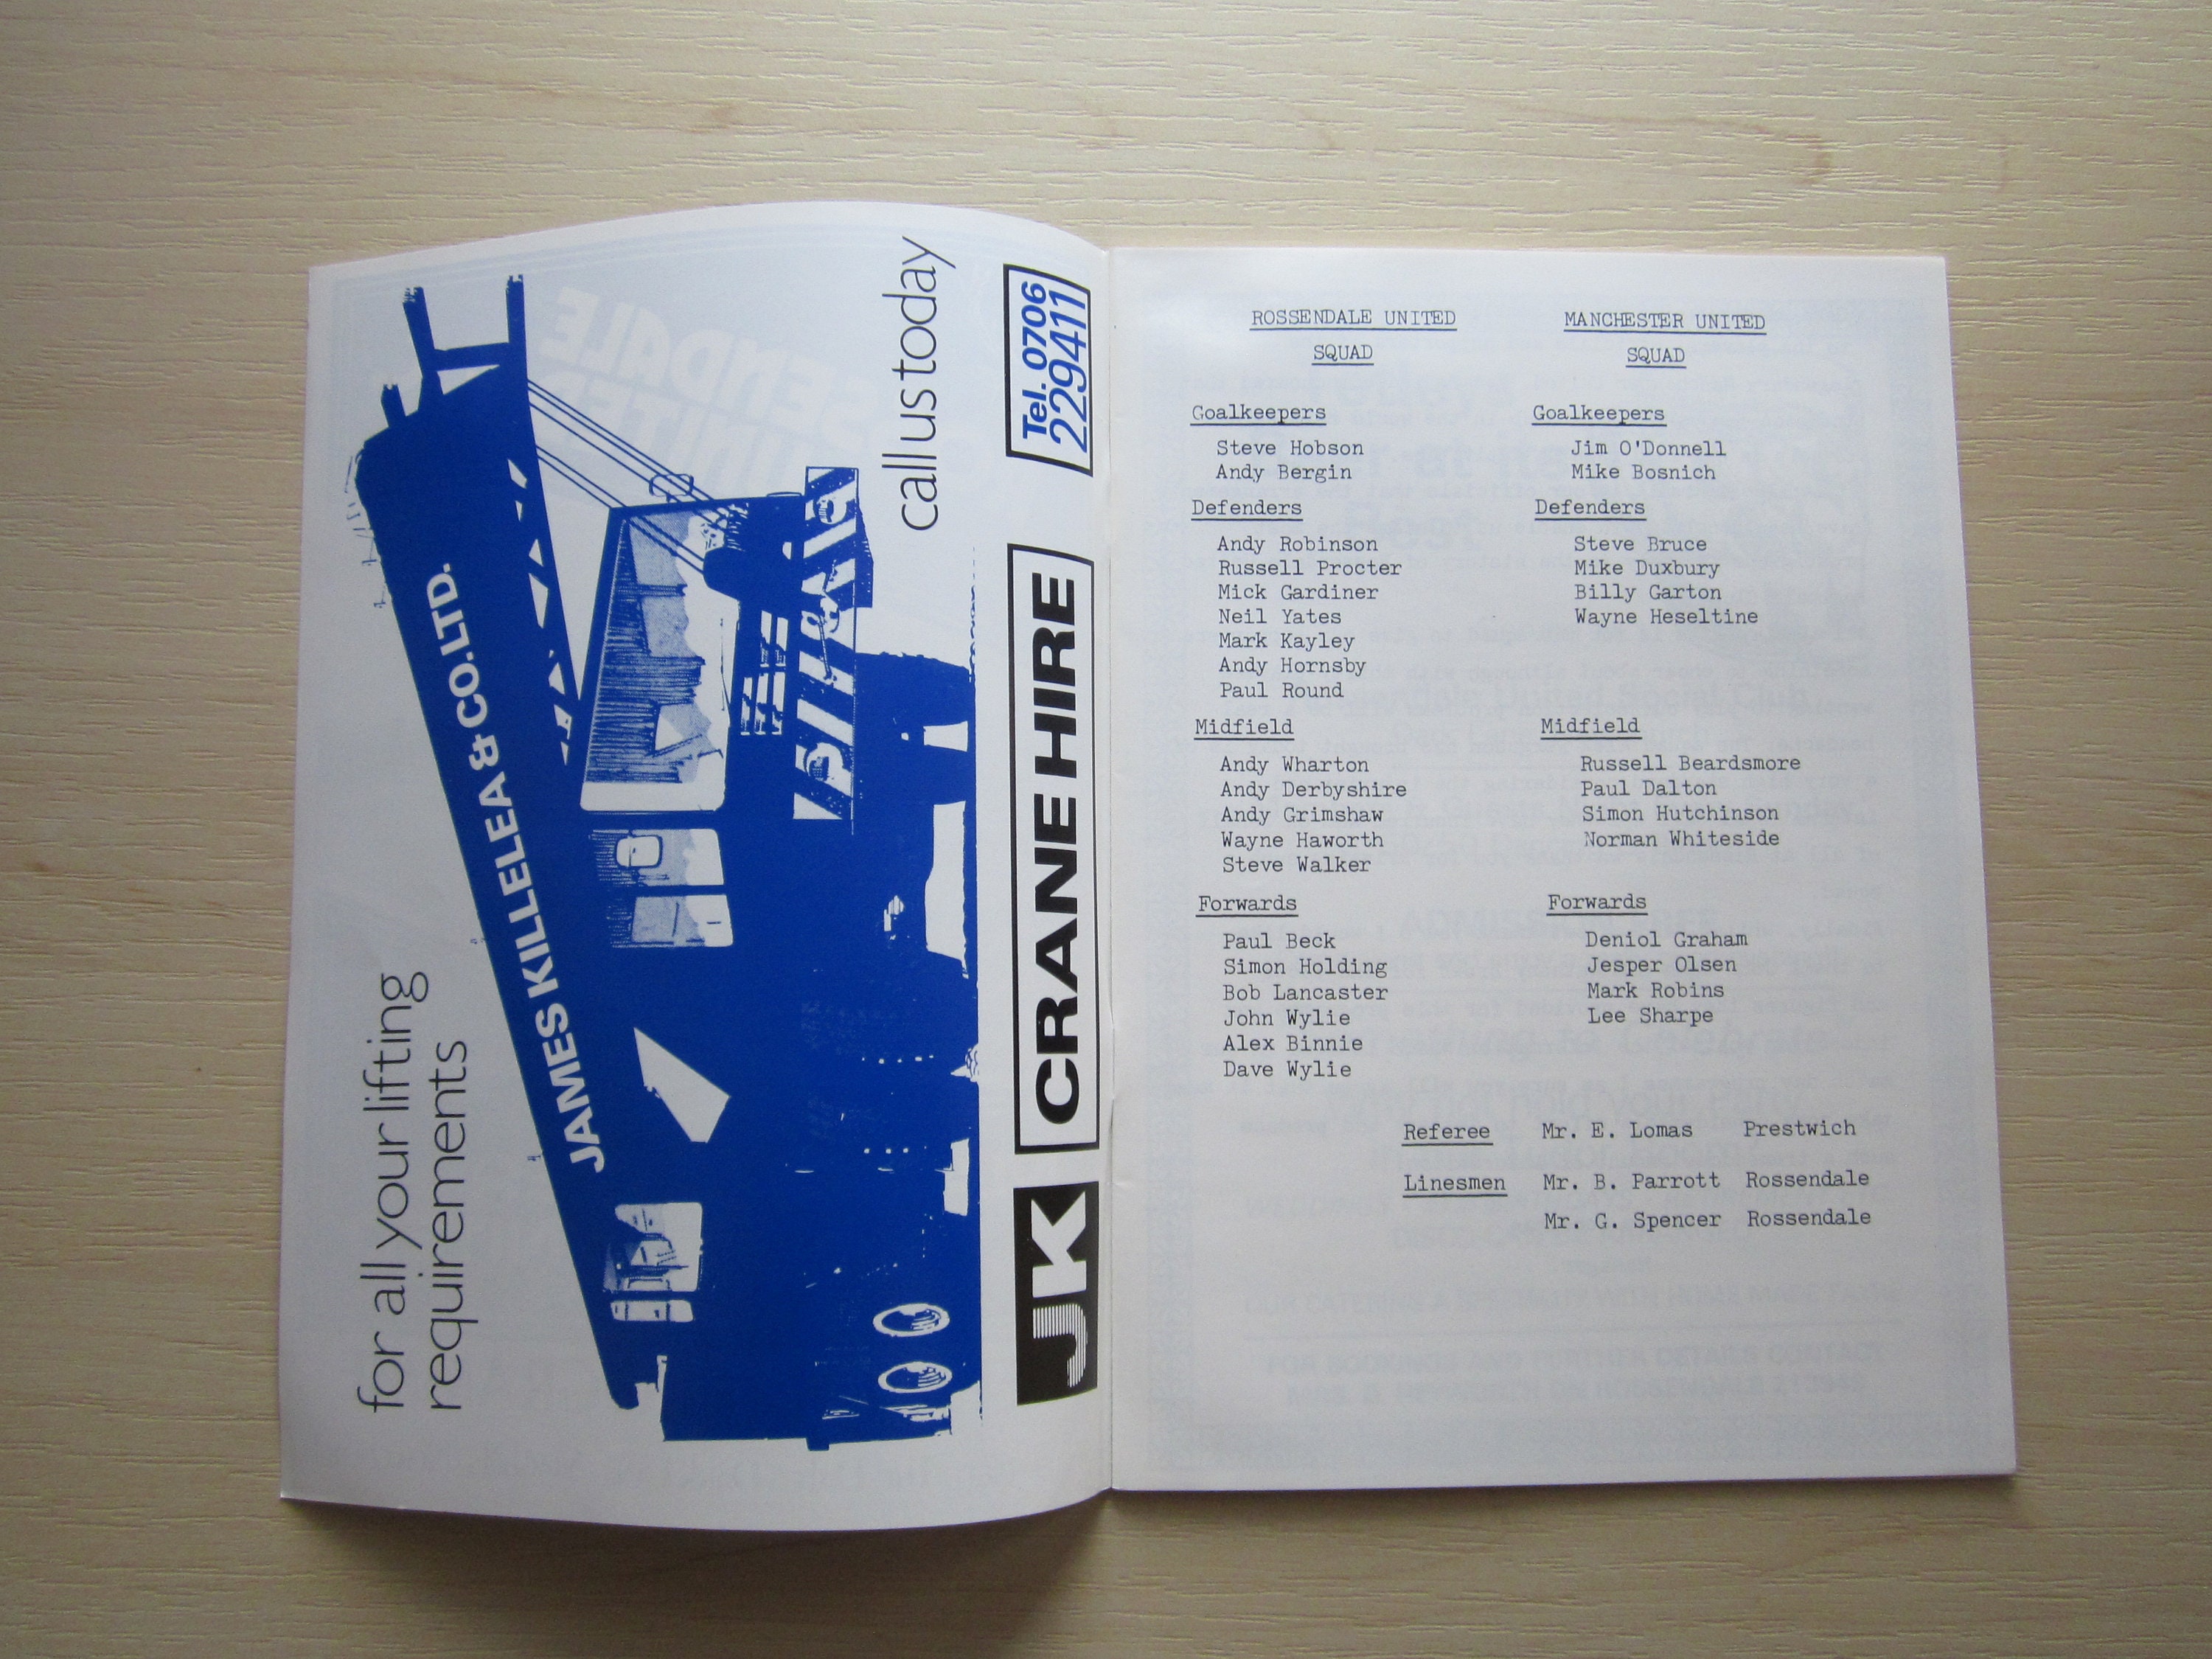 for all your lifting
requirements
JAMES KILLELEA & CO.LTD.
call us today
JK CRANE HIRE
Tel. 0706
229411
ROSSENDALE UNITED
SQUAD
Goalkeepers
Steve Hobson
Andy Bergin
Defenders
Andy Robinson
Russell Procter
Mick Gardiner
Neil Yates
Mark Kayley
Andy Hornsby
Paul Round
Midfield
Andy Wharton
Andy Derbyshire
Andy Grimshaw
Wayne Haworth
Steve Walker
Forwards
Paul Beck
Simon Holding
Bob Lancaster
John Wylie
Alex Binnie
Dave Wylie
MANCHESTER UNITED
SQUAD
Goalkeepers
Jim O'Donnell
Mike Bosnich
Defenders
Steve Bruce
Mike Duxbury
Billy Garton
Wayne Heseltine
Midfield
Russell Beardsmore
Paul Dalton
Simon Hutchinson
Norman Whiteside
Forwards
Deniol Graham
Jesper Olsen
Mark Robins
Lee Sharpe
Referee Mr. E. Lomas Prestwich
Linesmen Mr. B. Parrott Rossendale
Mr. G. Spencer Rossendale